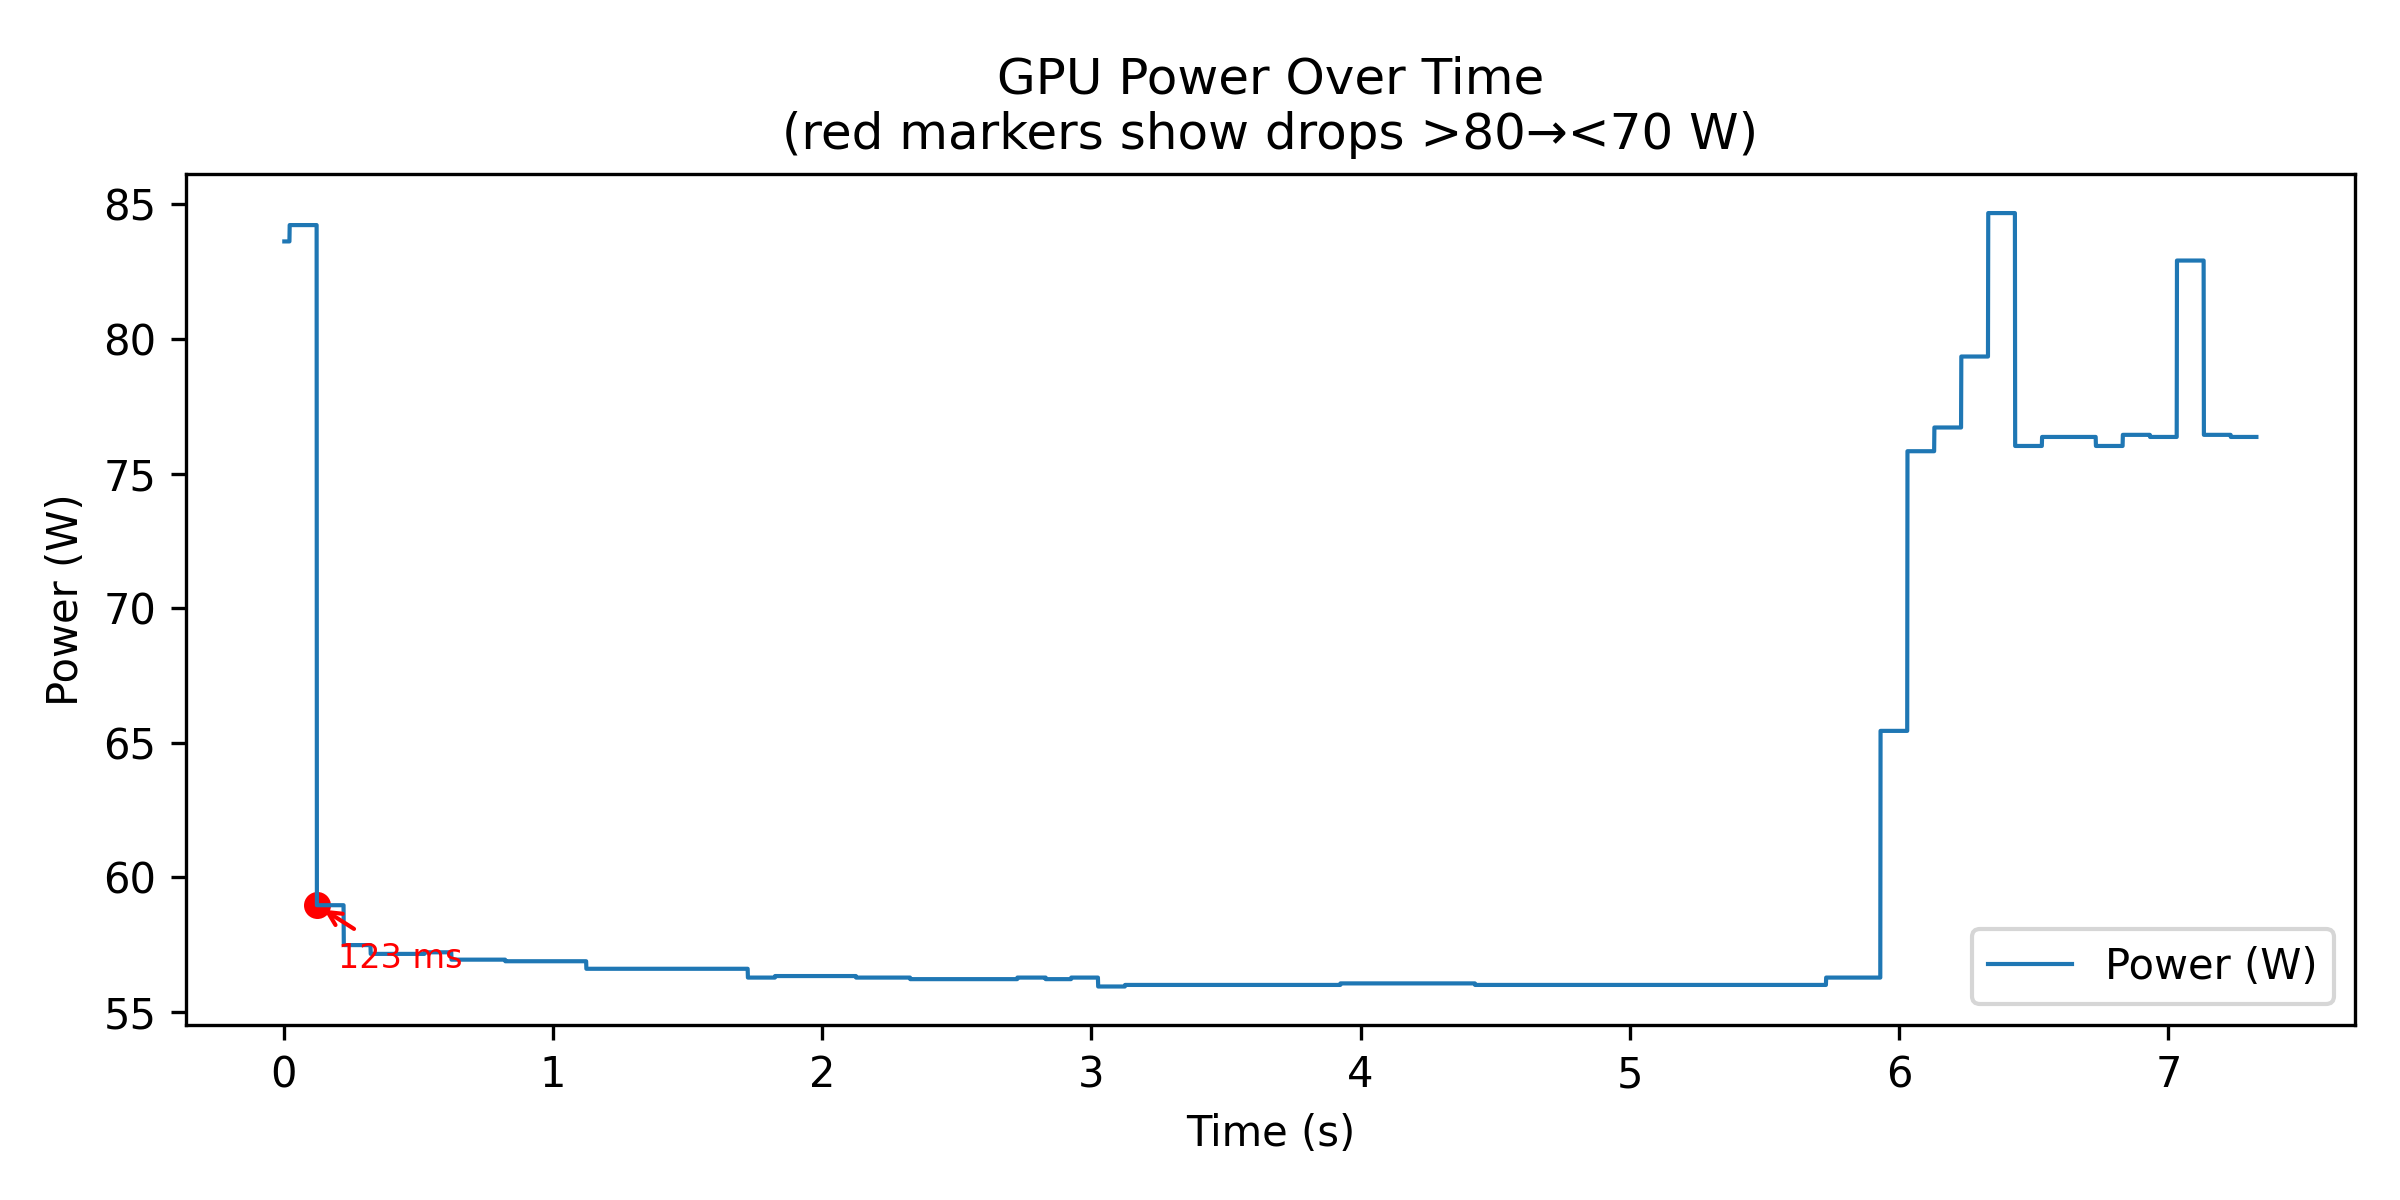 GPU Power Over Time
(red markers show drops >80→<70 W)
85
80
75
70
65
60
55
Power (W)
123 ms
Power (W)
0 1 2 3 4 5 6 7
Time (s)